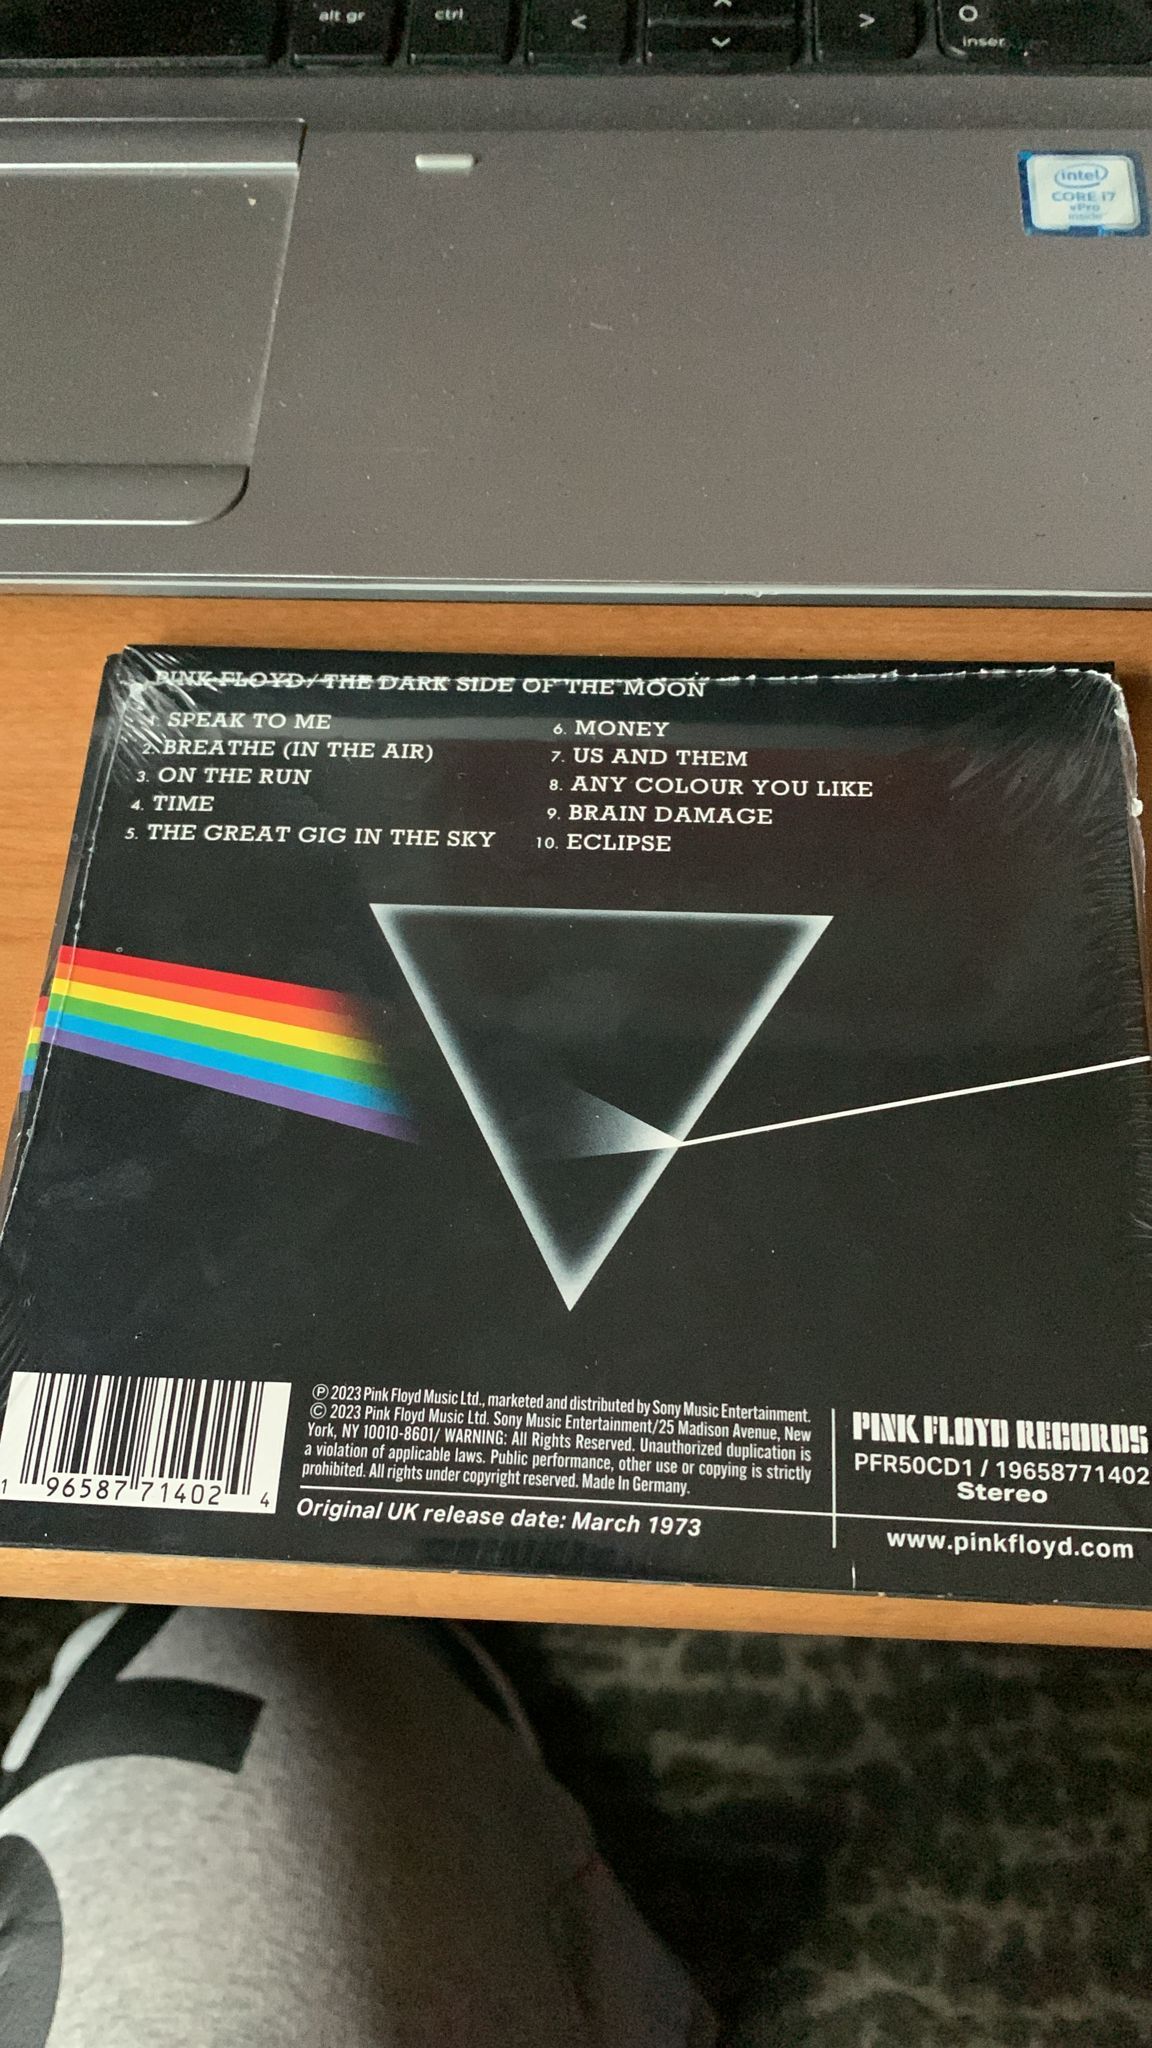 alt gr
ctrl
<
>
inser
intel
CORE i7
vPro
inside
PINK FLOYD/THE DARK SIDE OF THE MOON
1. SPEAK TO ME
2. BREATHE (IN THE AIR)
3. ON THE RUN
4. TIME
5. THE GREAT GIG IN THE SKY
6. MONEY
7. US AND THEM
8. ANY COLOUR YOU LIKE
9. BRAIN DAMAGE
10. ECLIPSE
1 96587 71402 4
℗ 2023 Pink Floyd Music Ltd., marketed and distributed by Sony Music Entertainment.
© 2023 Pink Floyd Music Ltd. Sony Music Entertainment/25 Madison Avenue, New
York, NY 10010-8601/ WARNING: All Rights Reserved. Unauthorized duplication is
a violation of applicable laws. Public performance, other use or copying is strictly
prohibited. All rights under copyright reserved. Made In Germany.
Original UK release date: March 1973
PINK FLOYD RECORDS
PFR50CD1 / 19658771402
Stereo
www.pinkfloyd.com